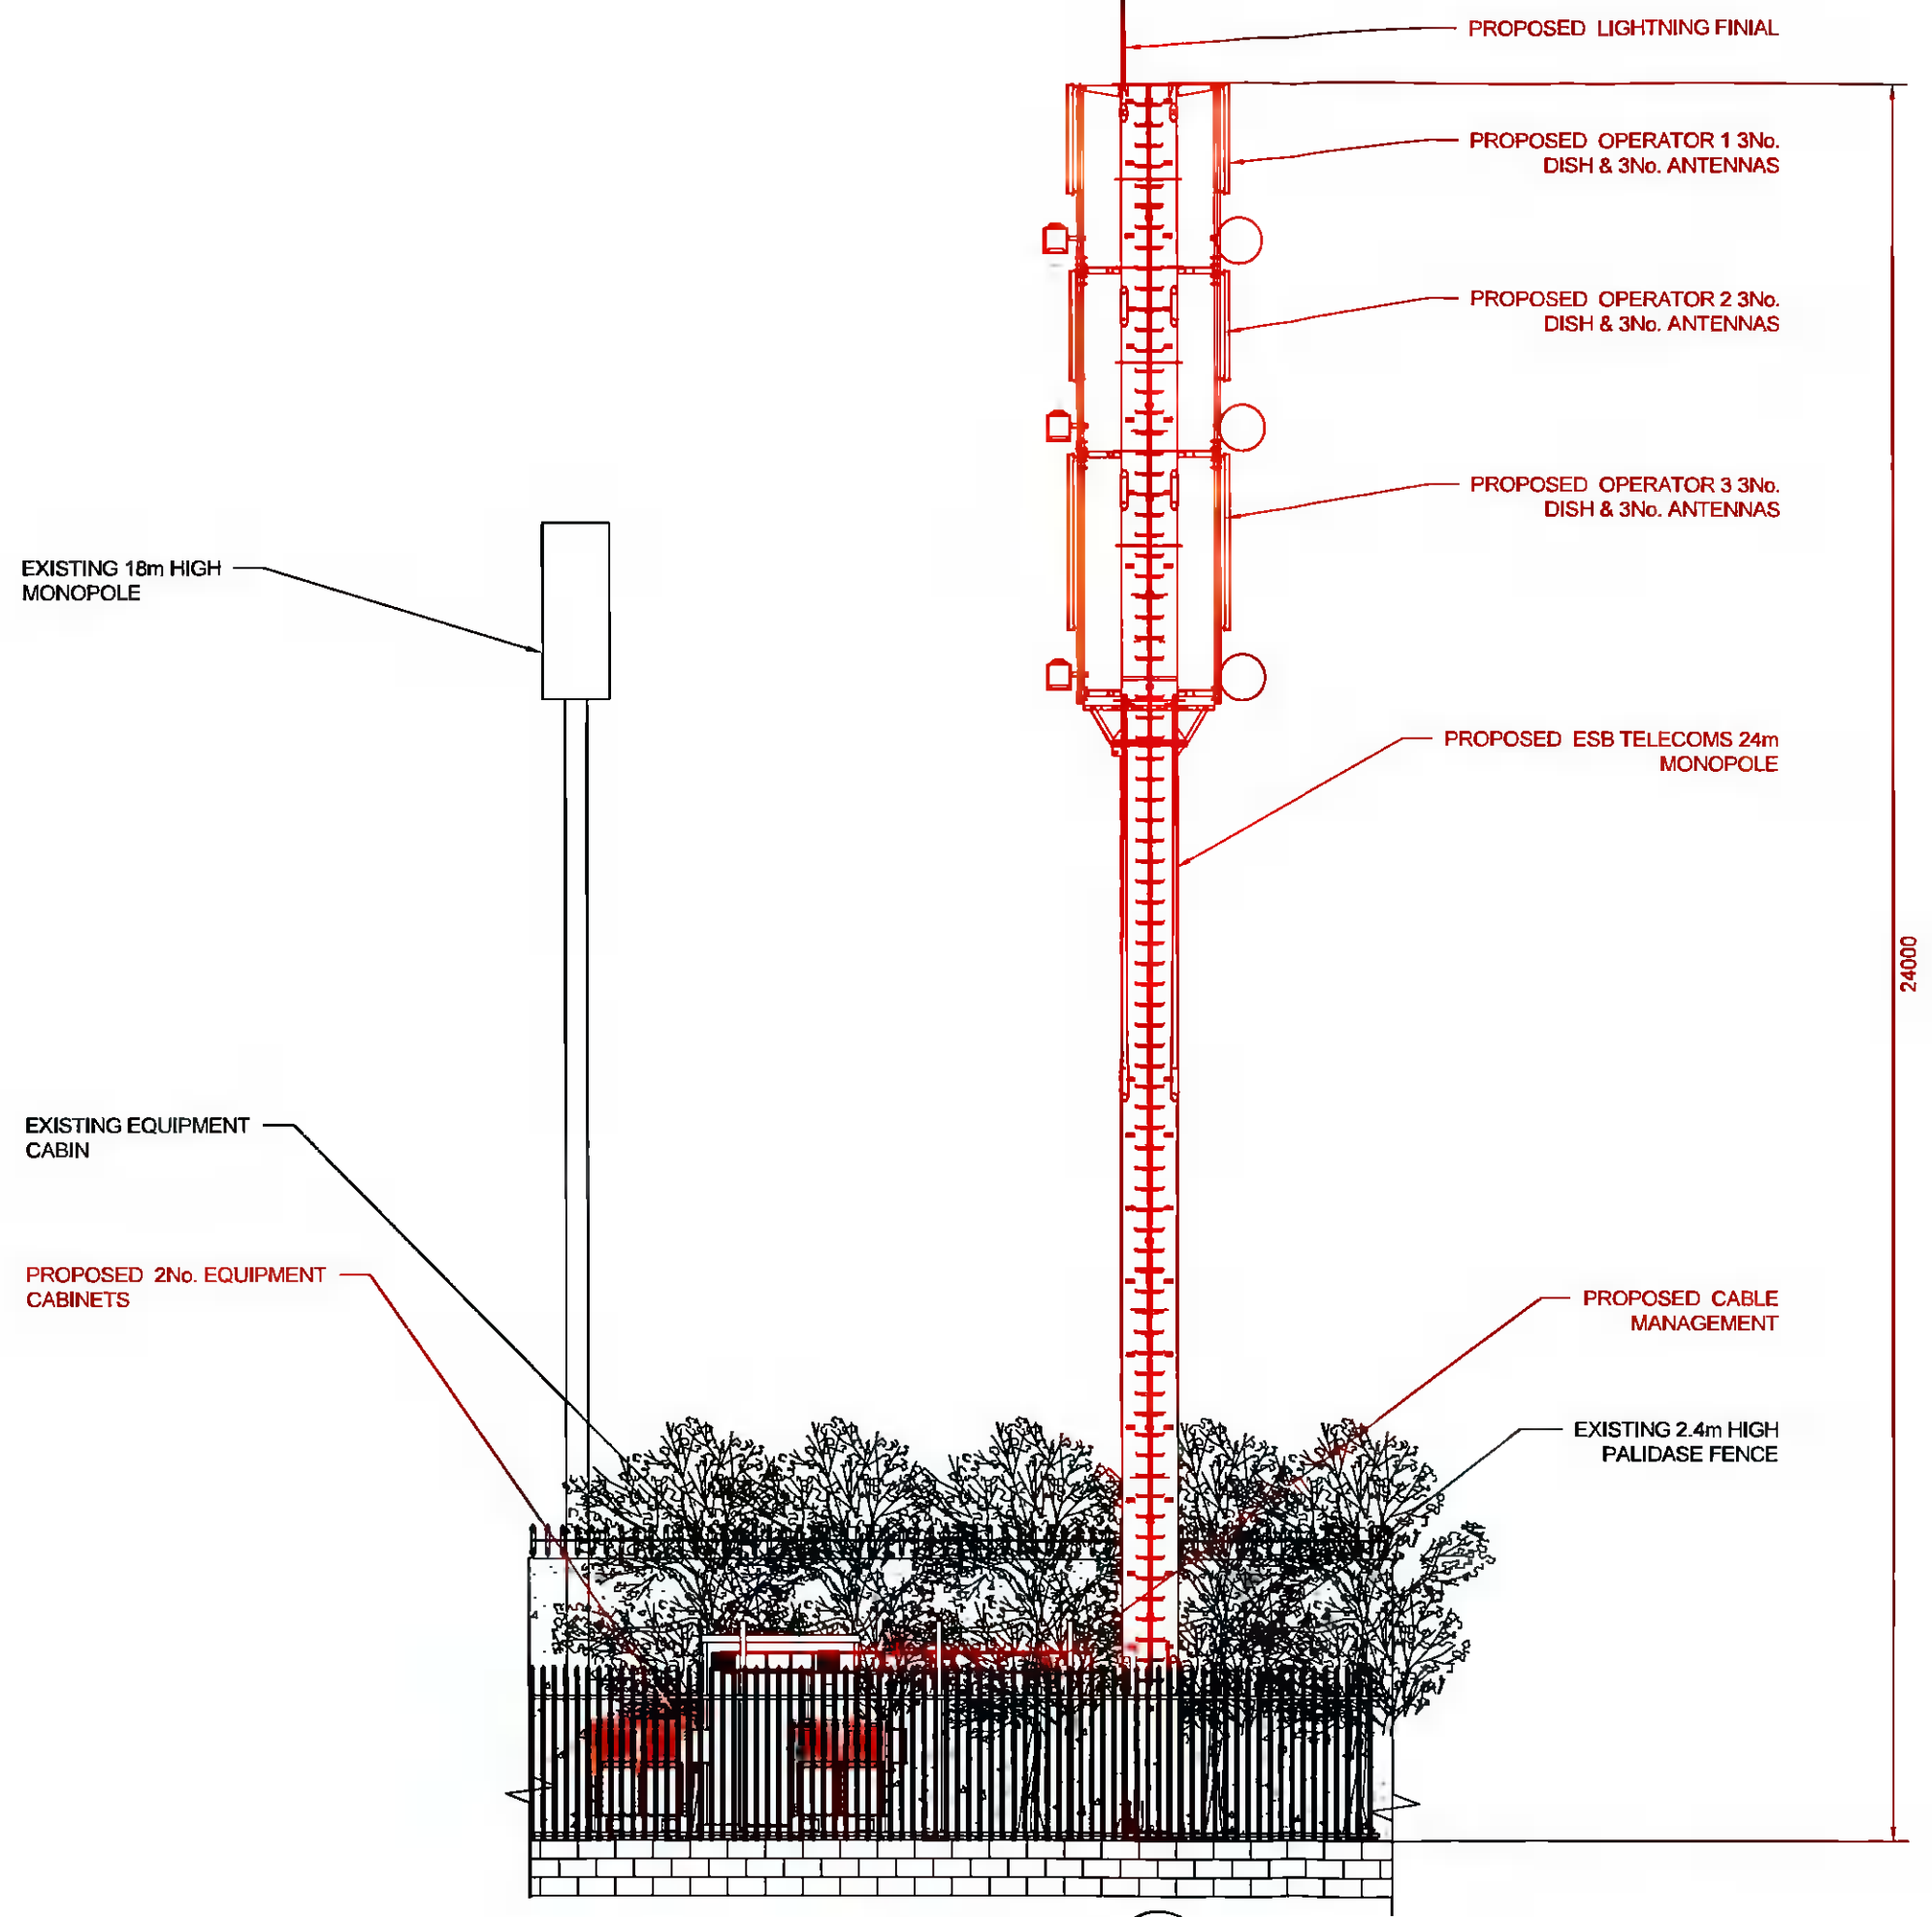 PROPOSED LIGHTNING FINIAL
PROPOSED OPERATOR 1 3No.
DISH & 3No. ANTENNAS
PROPOSED OPERATOR 2 3No.
DISH & 3No. ANTENNAS
PROPOSED OPERATOR 3 3No.
DISH & 3No. ANTENNAS
EXISTING 18m HIGH
MONOPOLE
PROPOSED ESB TELECOMS 24m
MONOPOLE
24000
EXISTING EQUIPMENT
CABIN
PROPOSED 2No. EQUIPMENT
CABINETS
PROPOSED CABLE
MANAGEMENT
EXISTING 2.4m HIGH
PALIDASE FENCE